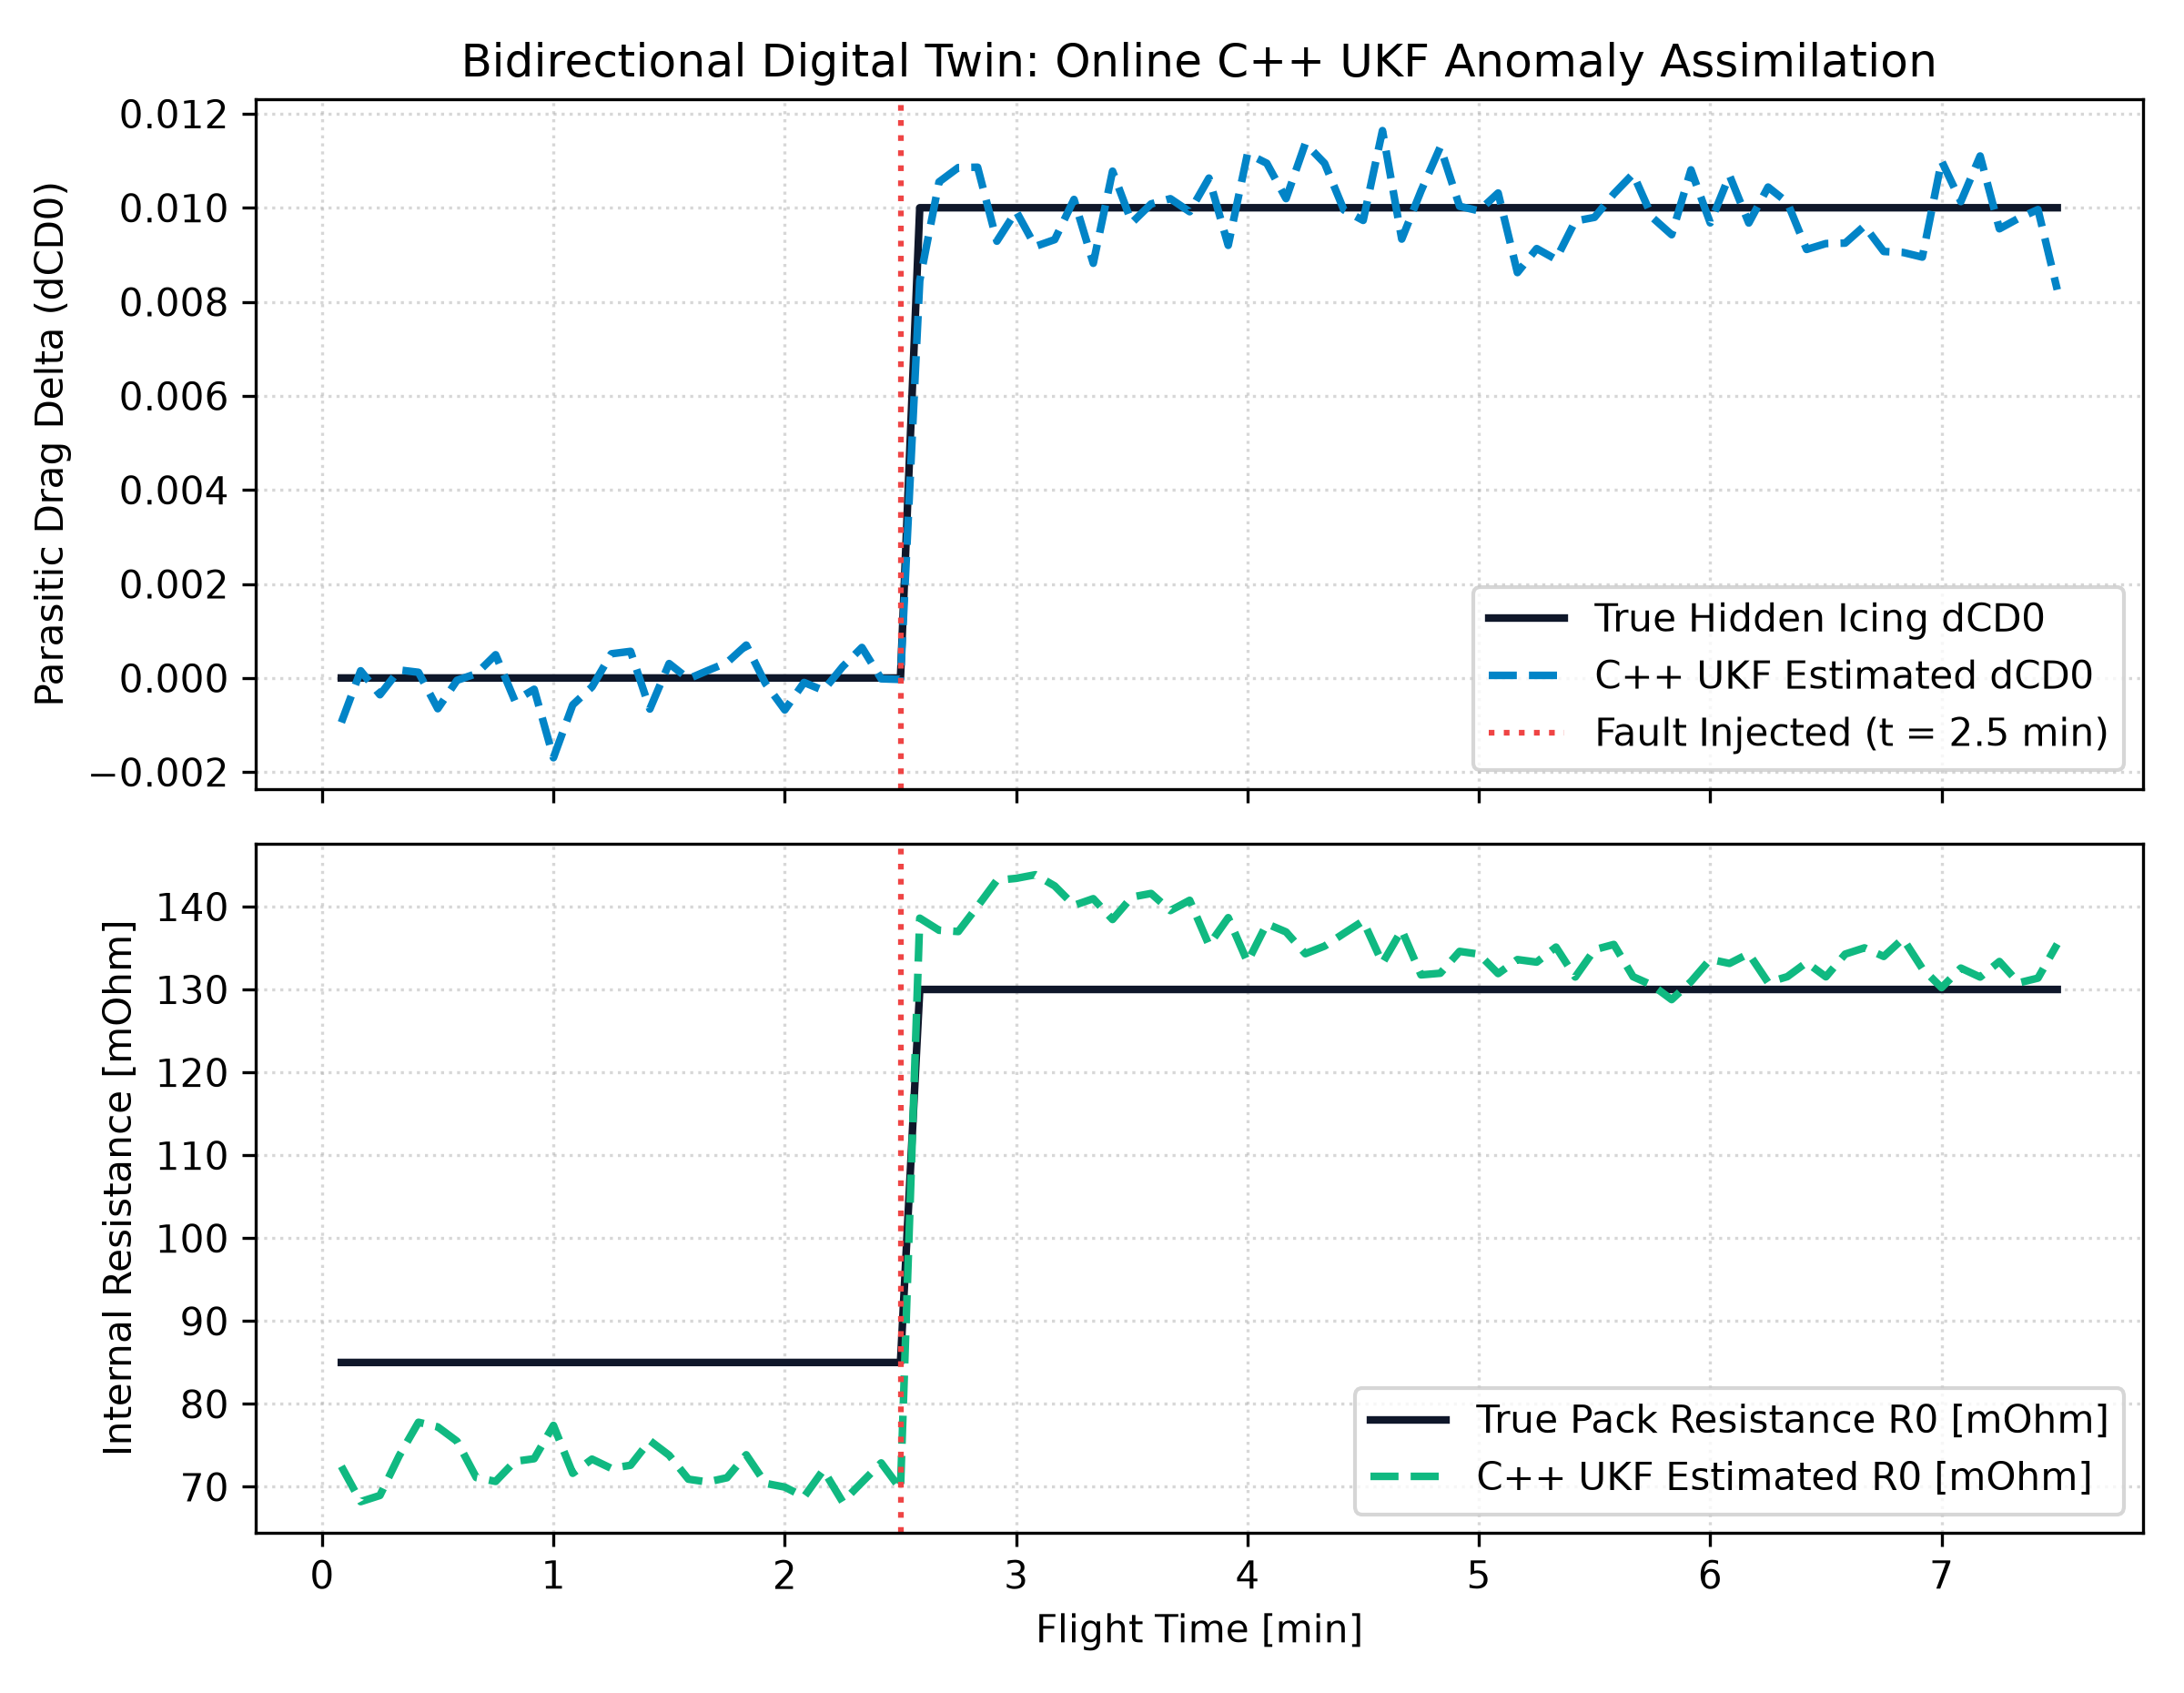 Bidirectional Digital Twin: Online C++ UKF Anomaly Assimilation
Parasitic Drag Delta (dCD0)
0.012
0.010
0.008
0.006
0.004
0.002
0.000
−0.002
True Hidden Icing dCD0
C++ UKF Estimated dCD0
Fault Injected (t = 2.5 min)
Internal Resistance [mOhm]
140
130
120
110
100
90
80
70
True Pack Resistance R0 [mOhm]
C++ UKF Estimated R0 [mOhm]
0 1 2 3 4 5 6 7
Flight Time [min]